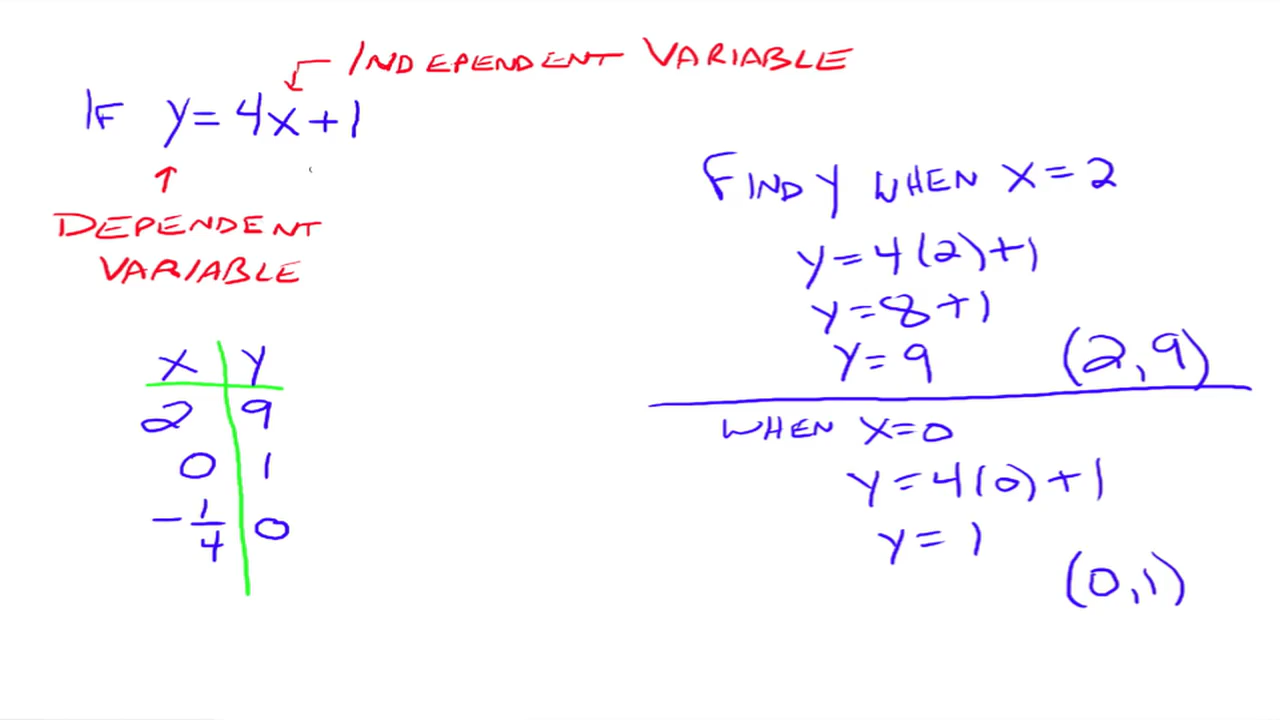 INDEPENDENT VARIABLE
IF y = 4x + 1
DEPENDENT
VARIABLE
X Y
2 9
0 1
-1/4 0
FIND Y WHEN X = 2
y = 4(2) + 1
y = 8 + 1
y = 9 (2, 9)
WHEN X = 0
y = 4(0) + 1
y = 1
(0, 1)